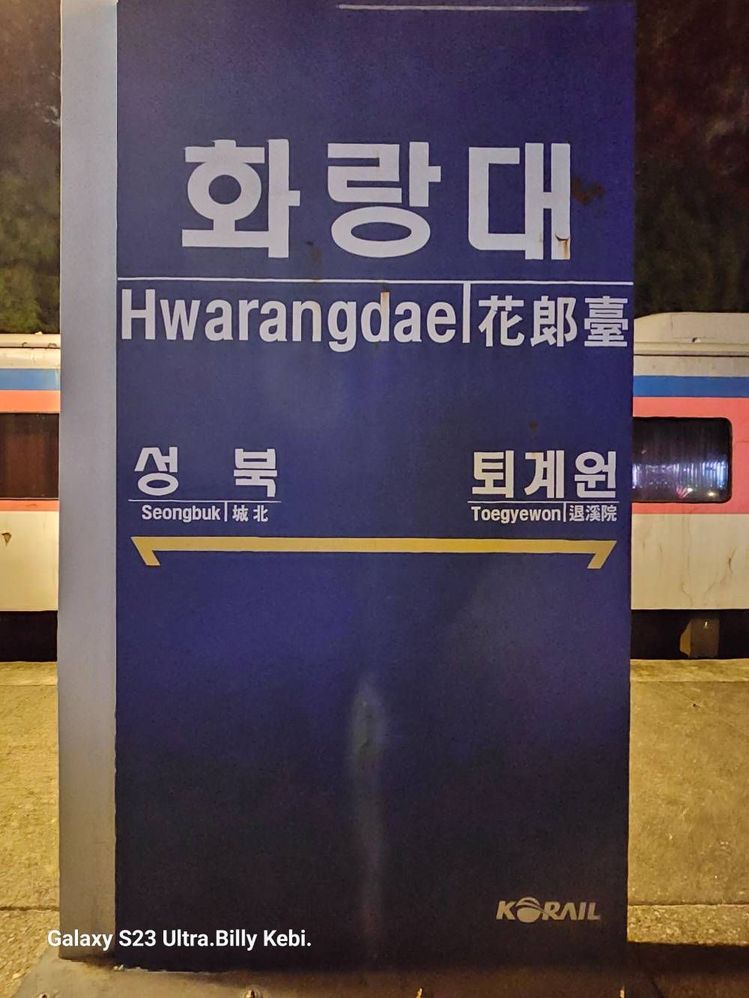 화랑대
Hwarangdae 花郎臺
성북 퇴계원
Seongbuk 城北 Toegyewon 退溪院
KORAIL
Galaxy S23 Ultra.Billy Kebi.